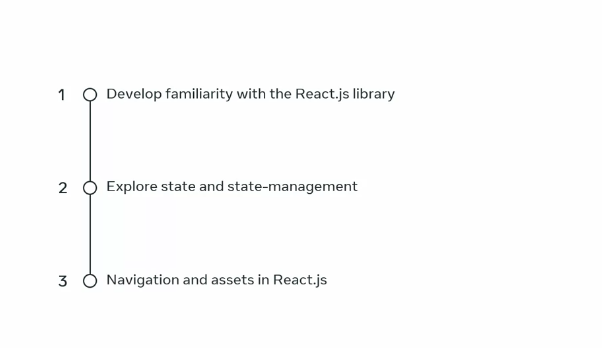 1 Develop familiarity with the React.js library
2 Explore state and state-management
3 Navigation and assets in React.js